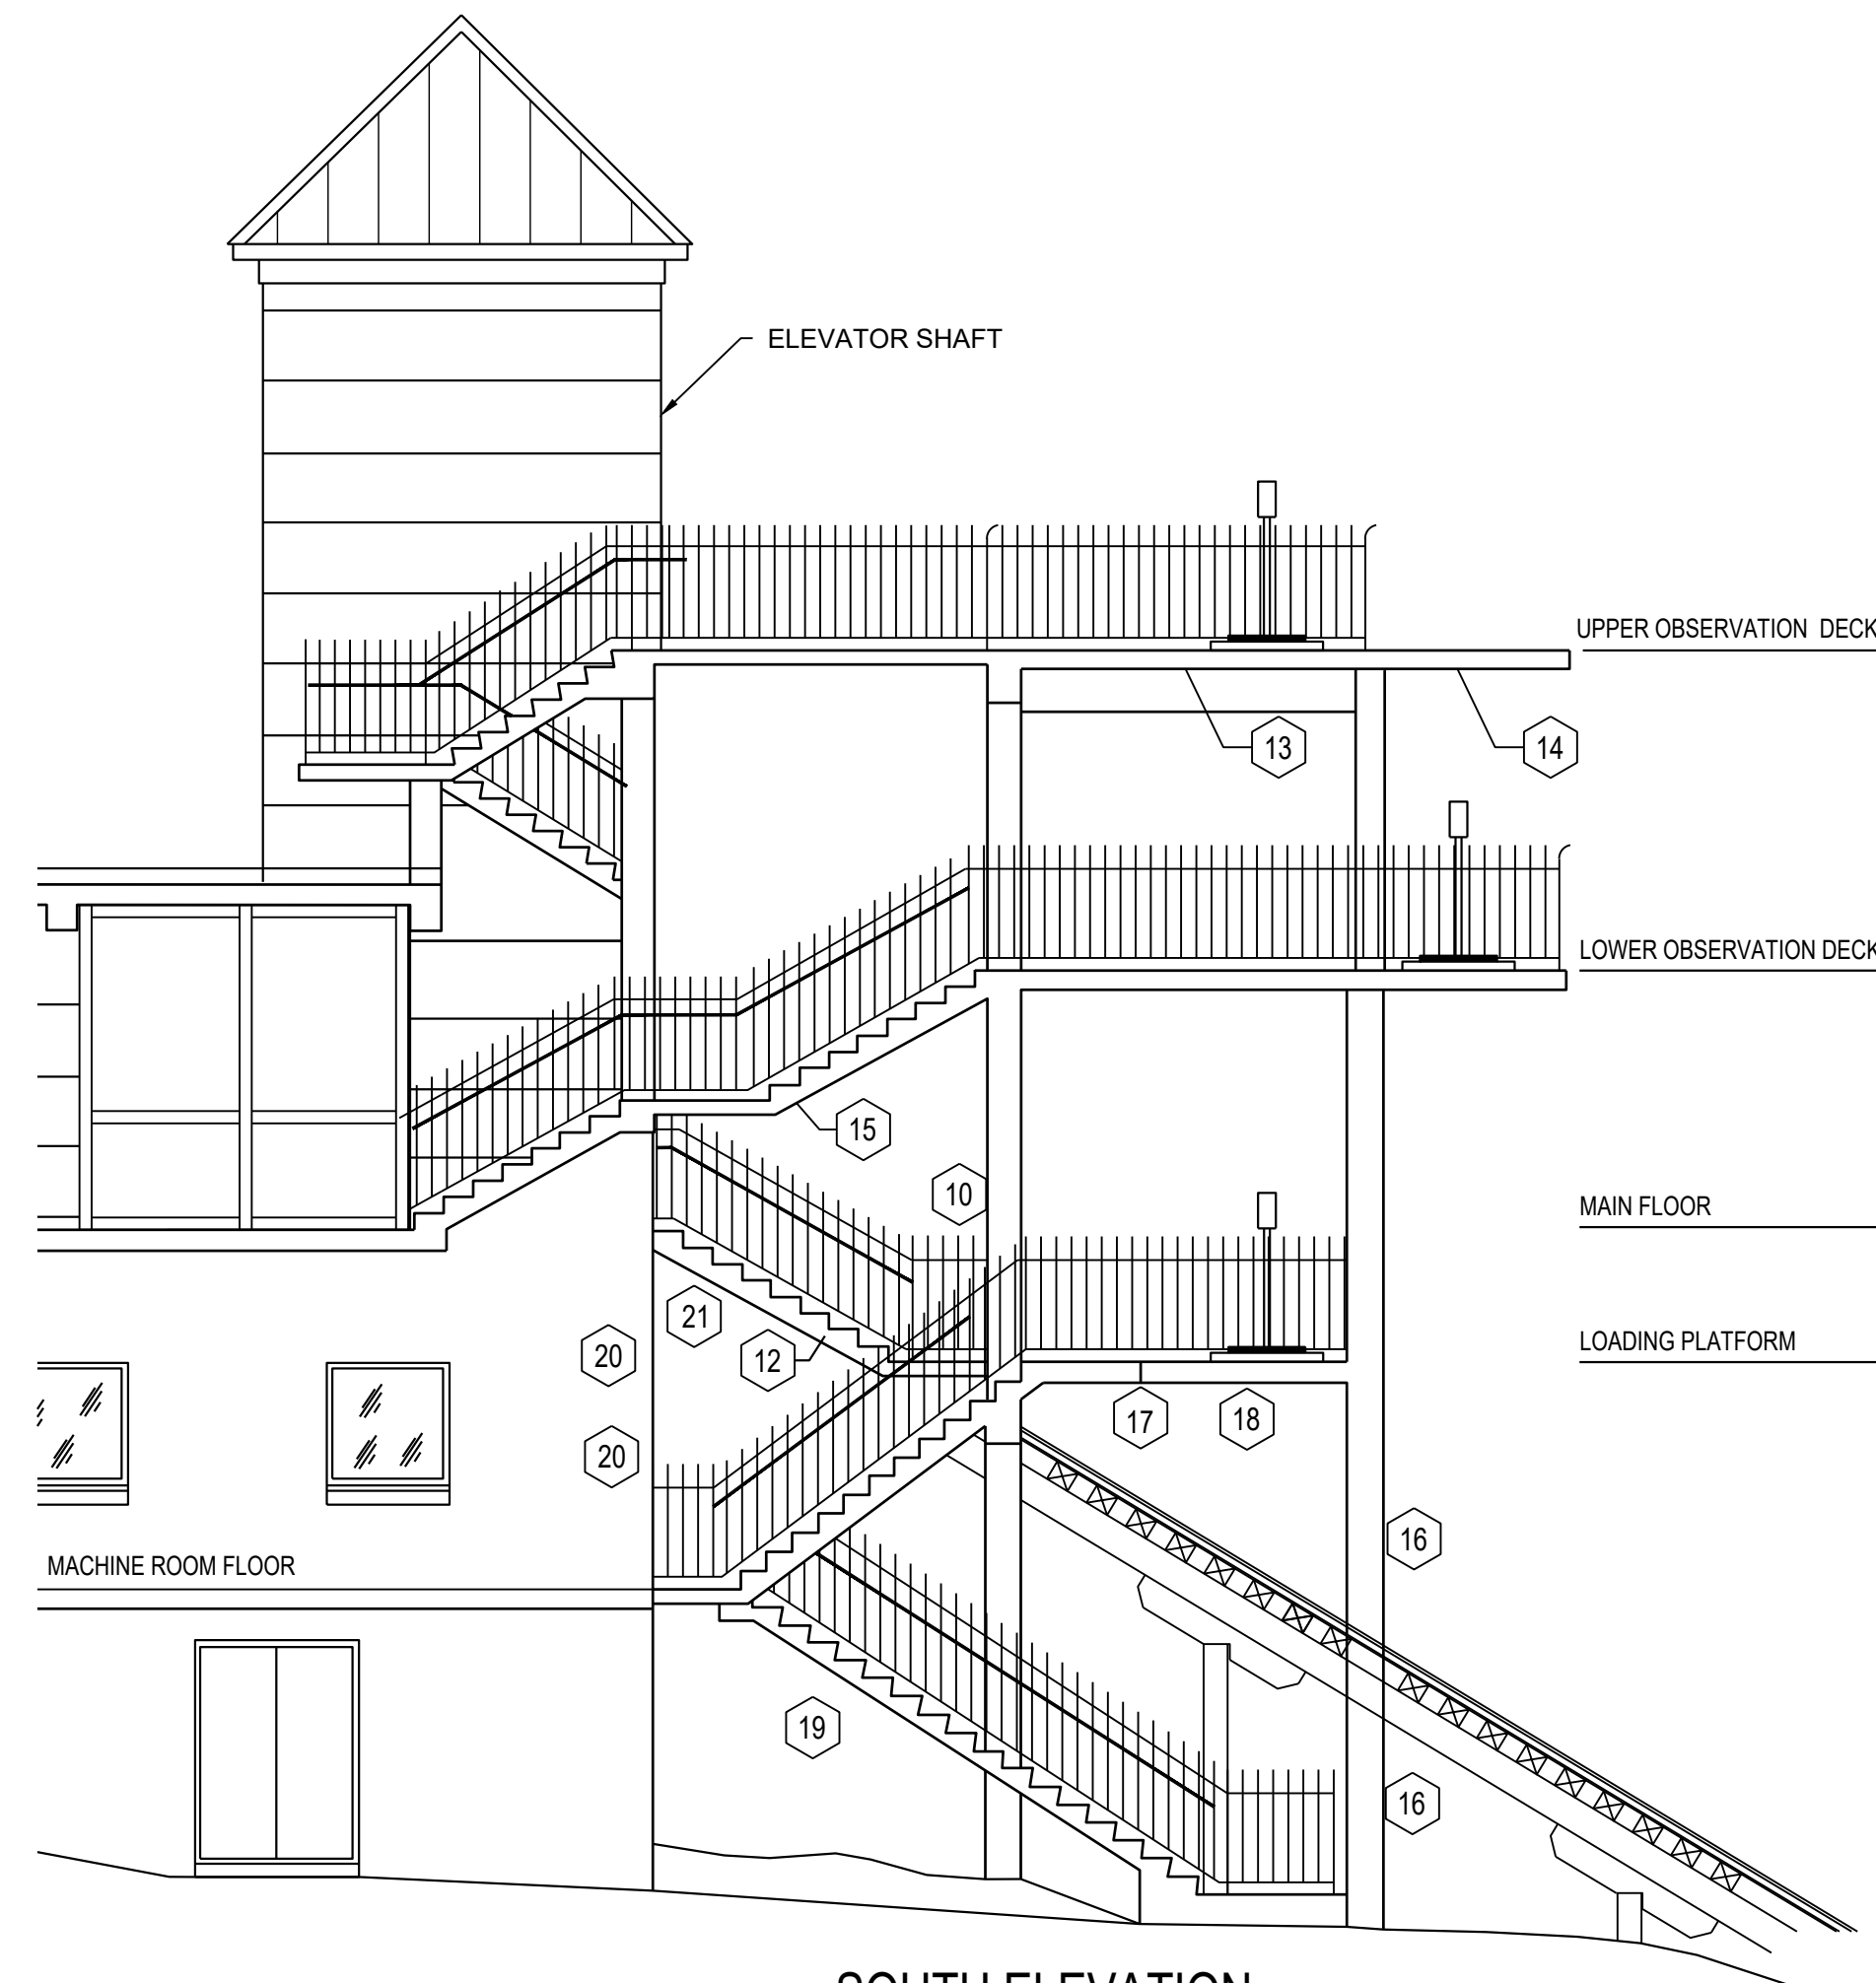 ELEVATOR SHAFT
UPPER OBSERVATION DECK
13
14
LOWER OBSERVATION DECK
15
10
MAIN FLOOR
21
20
12
LOADING PLATFORM
17
18
20
16
MACHINE ROOM FLOOR
19
16
SOUTH ELEVATION